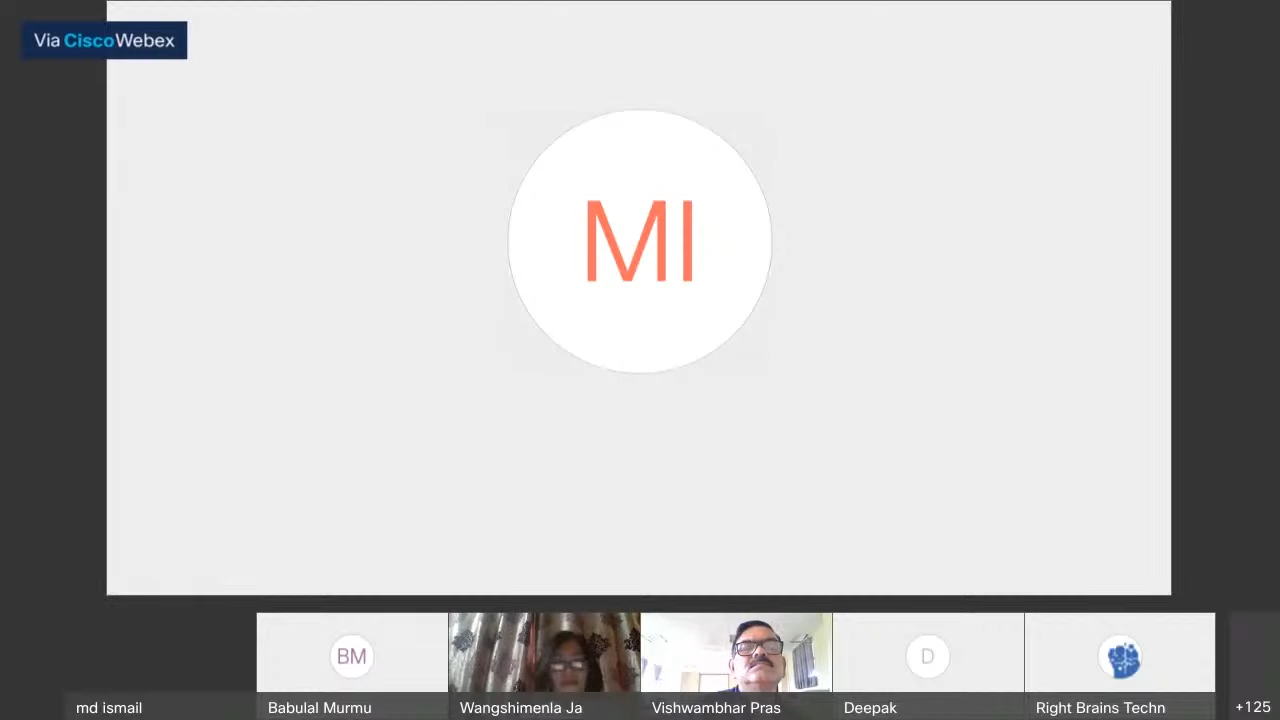 Via CiscoWebex
MI
BM
D
md ismail
Babulal Murmu
Wangshimenla Ja
Vishwambhar Pras
Deepak
Right Brains Techn
+125